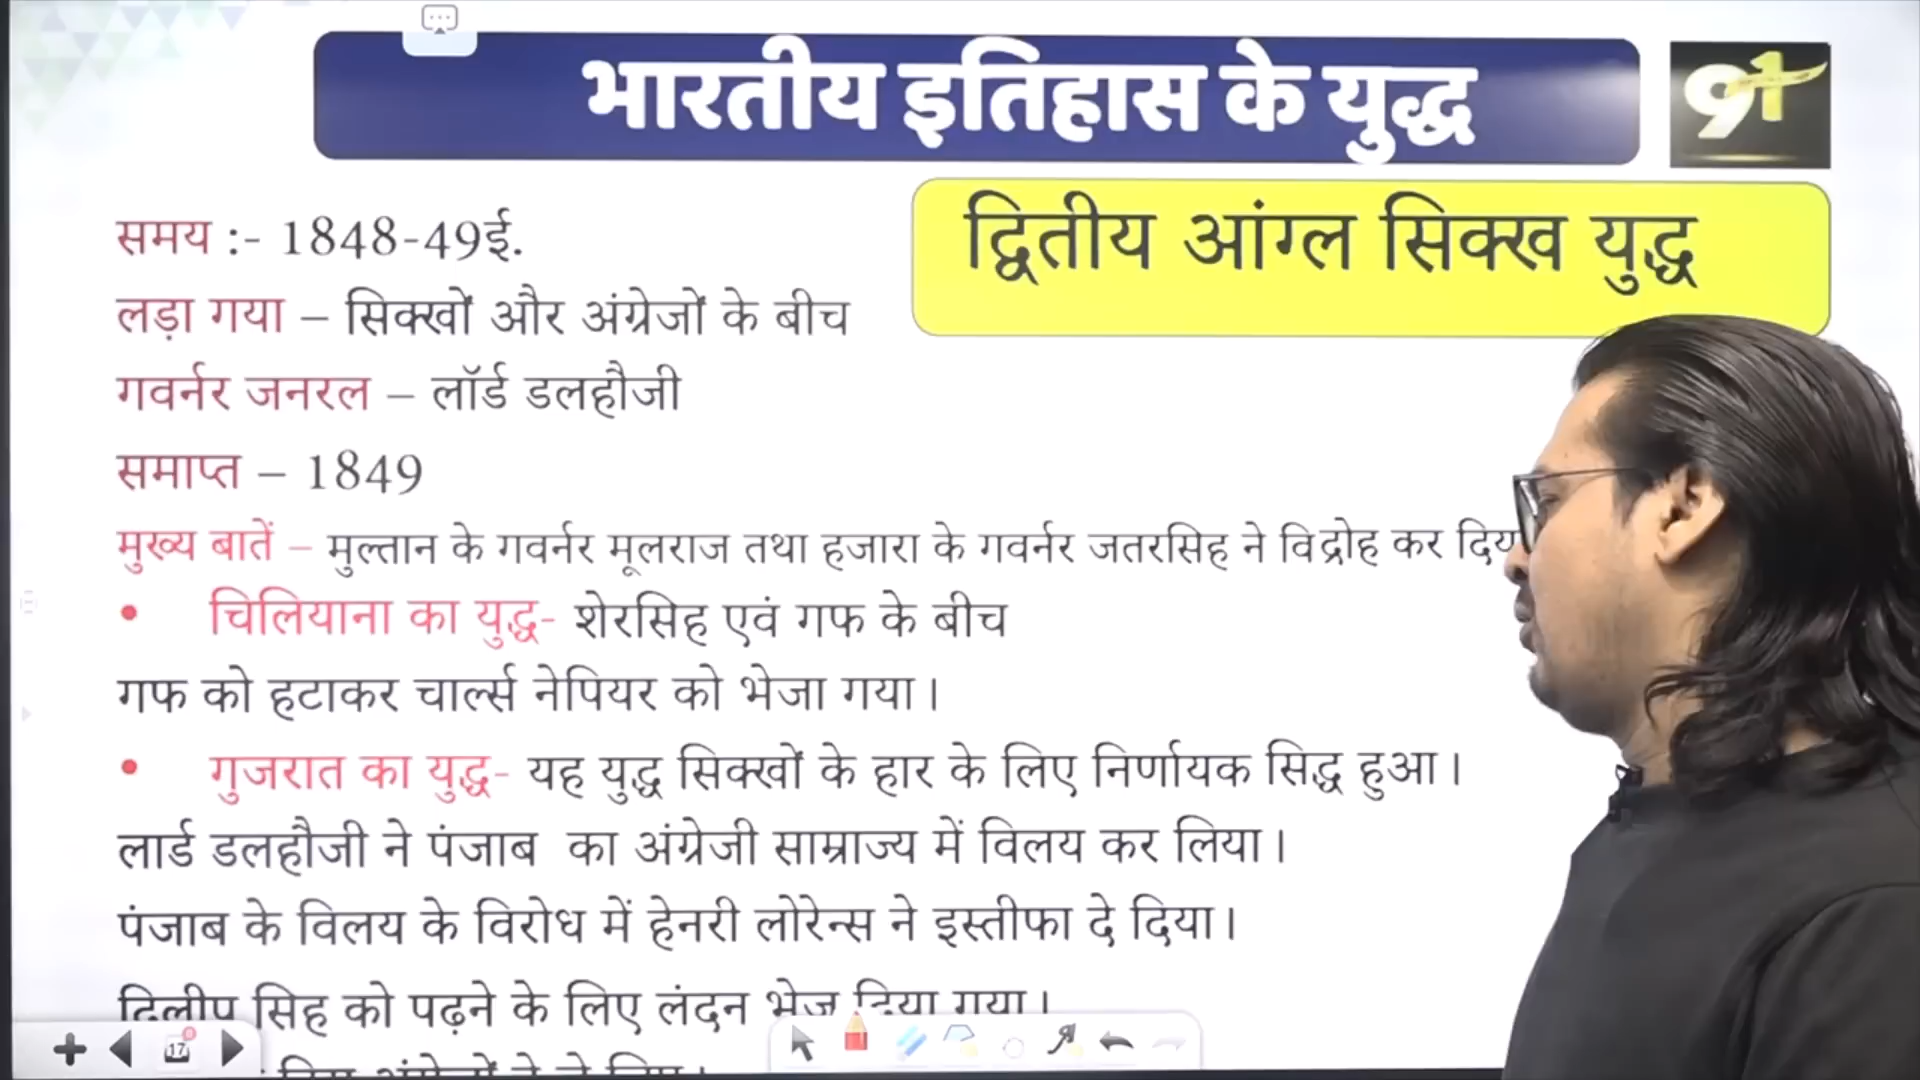 भारतीय इतिहास के युद्ध
91
द्वितीय आंग्ल सिक्ख युद्ध
समय :- 1848-49ई.
लड़ा गया – सिक्खों और अंग्रेजों के बीच
गवर्नर जनरल – लॉर्ड डलहौजी
समाप्त – 1849
मुख्य बातें – मुल्तान के गवर्नर मूलराज तथा हजारा के गवर्नर जतरसिह ने विद्रोह कर दिय
• चिलियाना का युद्ध- शेरसिह एवं गफ के बीच
गफ को हटाकर चार्ल्स नेपियर को भेजा गया।
• गुजरात का युद्ध- यह युद्ध सिक्खों के हार के लिए निर्णायक सिद्ध हुआ।
लार्ड डलहौजी ने पंजाब का अंग्रेजी साम्राज्य में विलय कर लिया।
पंजाब के विलय के विरोध में हेनरी लोरेन्स ने इस्तीफा दे दिया।
दिलीप सिह को पढ़ने के लिए लंदन भेज दिया गया।
17